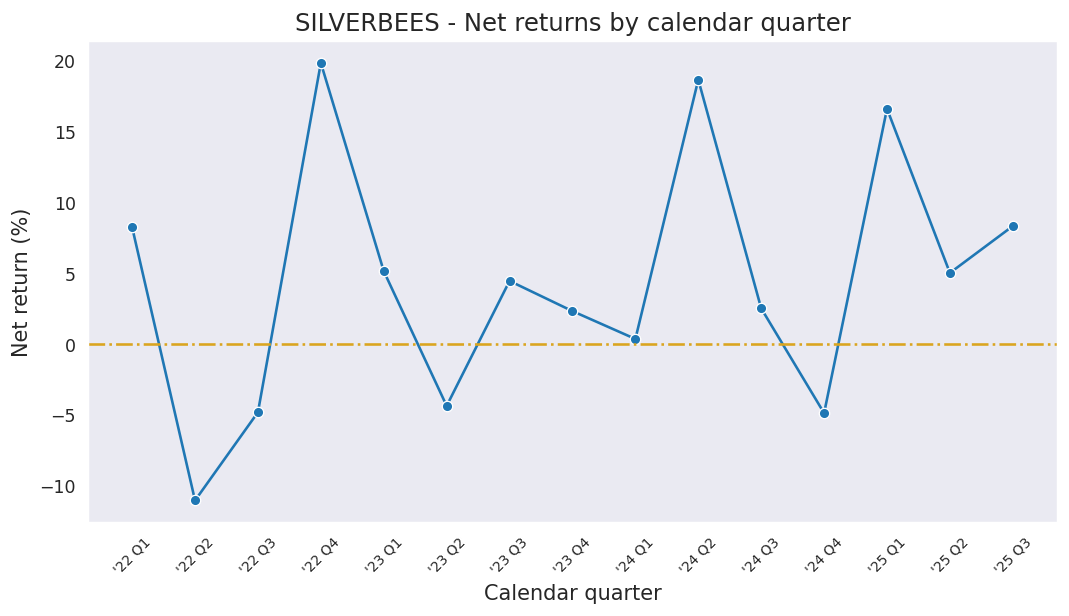 SILVERBEES - Net returns by calendar quarter
Net return (%)
20
15
10
5
0
−5
−10
'22 Q1
'22 Q2
'22 Q3
'22 Q4
'23 Q1
'23 Q2
'23 Q3
'23 Q4
'24 Q1
'24 Q2
'24 Q3
'24 Q4
'25 Q1
'25 Q2
'25 Q3
Calendar quarter